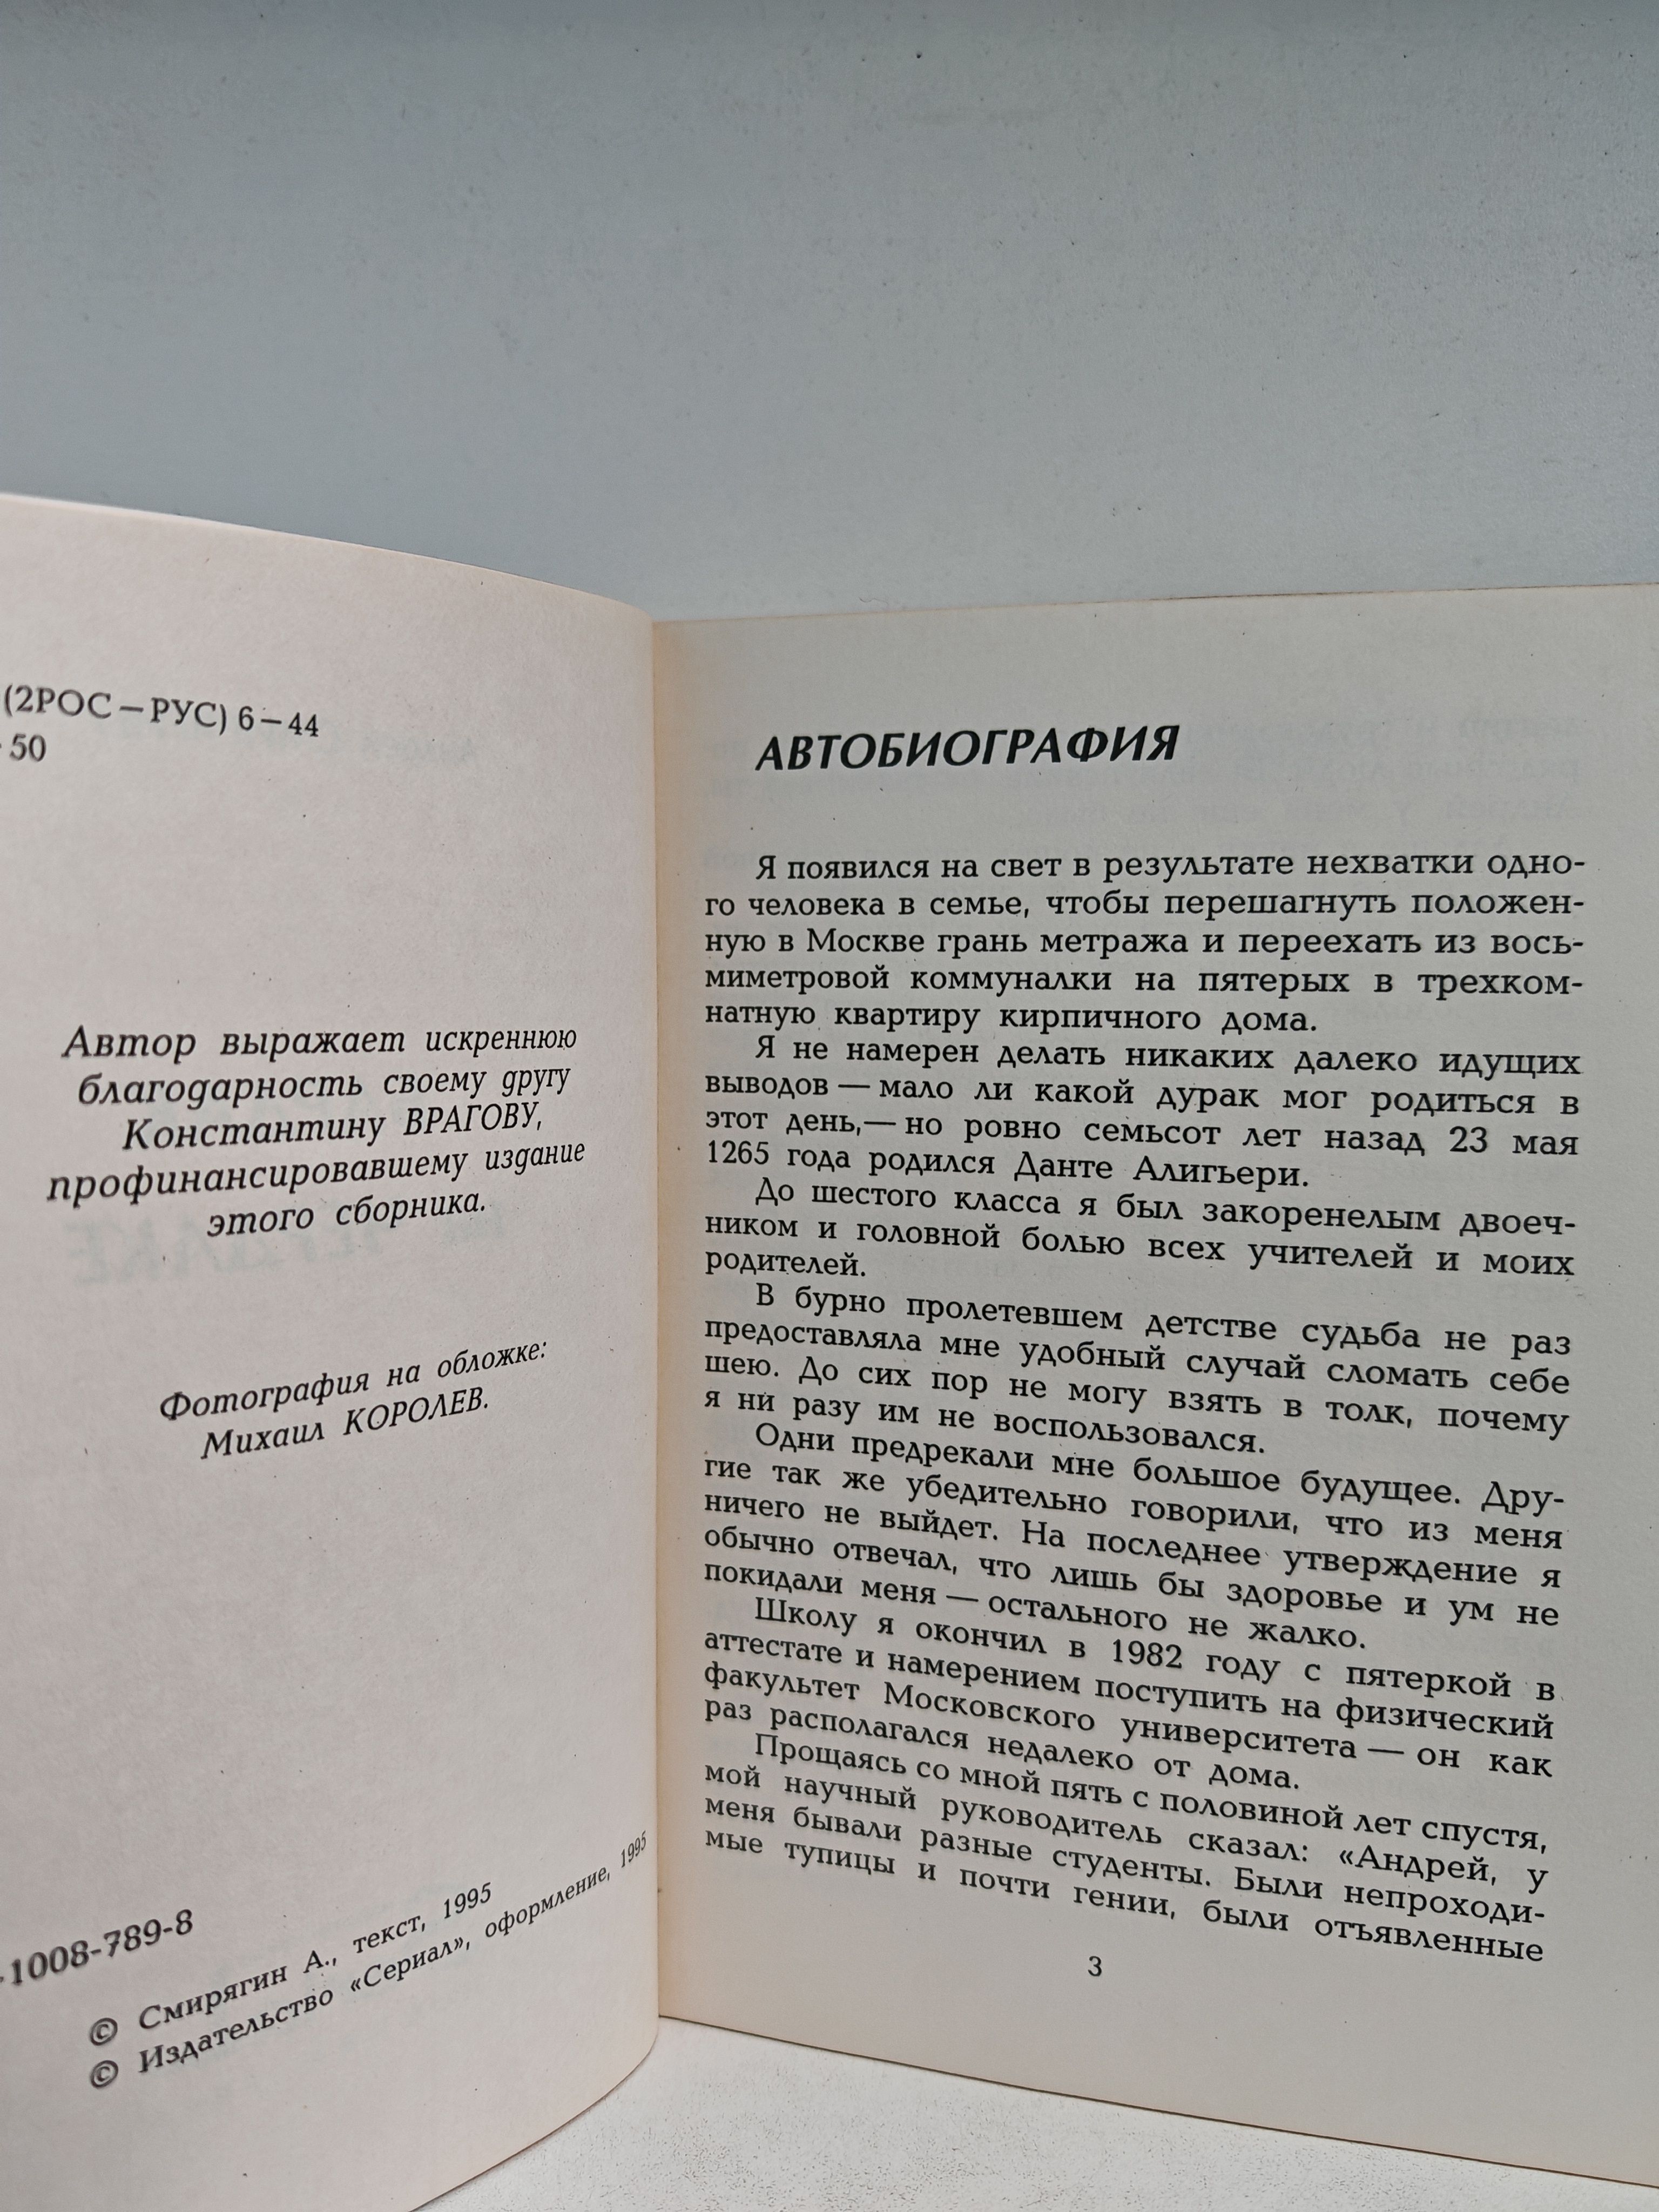 (2РОС — РУС) 6 — 44
50
Автор выражает искреннюю
благодарность своему другу
Константину ВРАГОВУ,
профинансировавшему издание
этого сборника.
Фотография на обложке:
Михаил КОРОЛЕВ.
-1008-789-8
© Смирягин А., текст, 1995
© Издательство «Сериал», оформление, 1995
АВТОБИОГРАФИЯ
Я появился на свет в результате нехватки одно-
го человека в семье, чтобы перешагнуть положен-
ную в Москве грань метража и переехать из вось-
миметровой коммуналки на пятерых в трехком-
натную квартиру кирпичного дома.
Я не намерен делать никаких далеко идущих
выводов — мало ли какой дурак мог родиться в
этот день,— но ровно семьсот лет назад 23 мая
1265 года родился Данте Алигьери.
До шестого класса я был закоренелым двоеч-
ником и головной болью всех учителей и моих
родителей.
В бурно пролетевшем детстве судьба не раз
предоставляла мне удобный случай сломать себе
шею. До сих пор не могу взять в толк, почему
я ни разу им не воспользовался.
Одни предрекали мне большое будущее. Дру-
гие так же убедительно говорили, что из меня
ничего не выйдет. На последнее утверждение я
обычно отвечал, что лишь бы здоровье и ум не
покидали меня — остального не жалко.
Школу я окончил в 1982 году с пятеркой в
аттестате и намерением поступить на физический
факультет Московского университета — он как
раз располагался недалеко от дома.
Прощаясь со мной пять с половиной лет спустя,
мой научный руководитель сказал: «Андрей, у
меня бывали разные студенты. Были непроходи-
мые тупицы и почти гении, были отъявленные
3